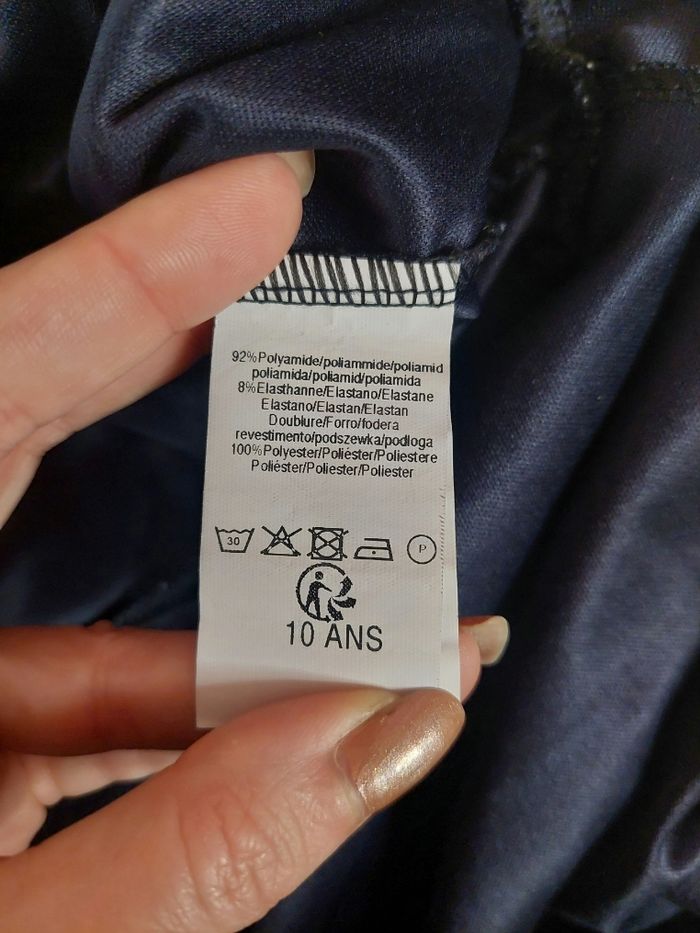 92%Polyamide/poliammide/poliamid
poliamida/poliamid/poliamida
8%Elasthanne/Elastano/Elastane
Elastano/Elastan/Elastan
Doublure/Forro/fodera
revestimento/podszewka/podloga
100%Polyester/Poliéster/Poliestere
Poliéster/Poliester/Poliester
30
P
10 ANS